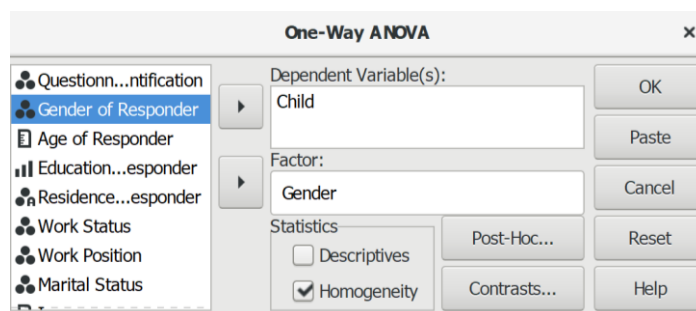 One-Way ANOVA
×
Questionn...ntification
Gender of Responder
Age of Responder
Education...esponder
Residence...esponder
Work Status
Work Position
Marital Status
Dependent Variable(s):
Child
Factor:
Gender
Statistics
Descriptives
Homogeneity
Post-Hoc...
Contrasts...
OK
Paste
Cancel
Reset
Help